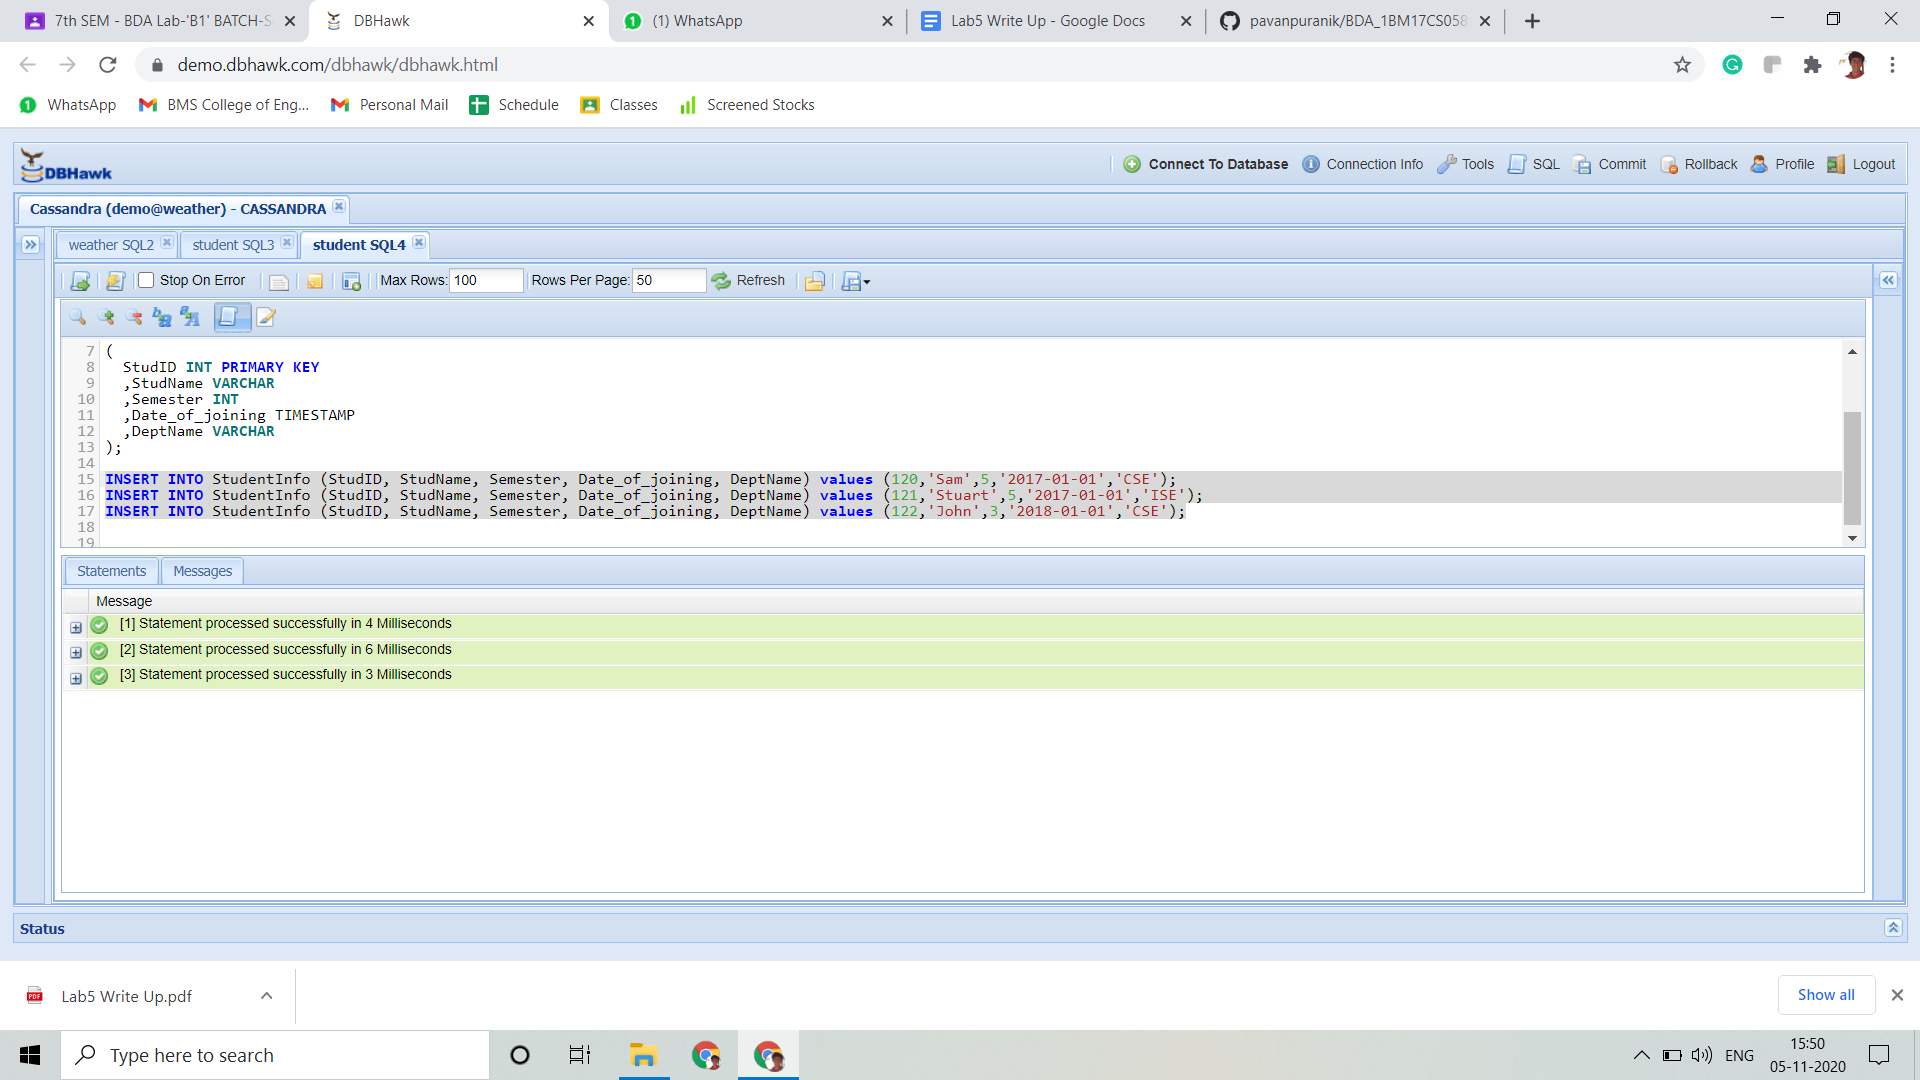 7th SEM - BDA Lab-'B1' BATCH-S
DBHawk
(1) WhatsApp
Lab5 Write Up - Google Docs
pavanpuranik/BDA_1BM17CS058
demo.dbhawk.com/dbhawk/dbhawk.html
WhatsApp
BMS College of Eng...
Personal Mail
Schedule
Classes
Screened Stocks
DBHawk
Connect To Database
Connection Info
Tools
SQL
Commit
Rollback
Profile
Logout
Cassandra (demo@weather) - CASSANDRA
weather SQL2
student SQL3
student SQL4
Stop On Error
Max Rows: 100
Rows Per Page: 50
Refresh
7 (
8 StudID INT PRIMARY KEY
9 ,StudName VARCHAR
10 ,Semester INT
11 ,Date_of_joining TIMESTAMP
12 ,DeptName VARCHAR
13 );
14
15 INSERT INTO StudentInfo (StudID, StudName, Semester, Date_of_joining, DeptName) values (120,'Sam',5,'2017-01-01','CSE');
16 INSERT INTO StudentInfo (StudID, StudName, Semester, Date_of_joining, DeptName) values (121,'Stuart',5,'2017-01-01','ISE');
17 INSERT INTO StudentInfo (StudID, StudName, Semester, Date_of_joining, DeptName) values (122,'John',3,'2018-01-01','CSE');
18
19
Statements
Messages
Message
[1] Statement processed successfully in 4 Milliseconds
[2] Statement processed successfully in 6 Milliseconds
[3] Statement processed successfully in 3 Milliseconds
Status
PDF
Lab5 Write Up.pdf
Show all
Type here to search
ENG
15:50
05-11-2020